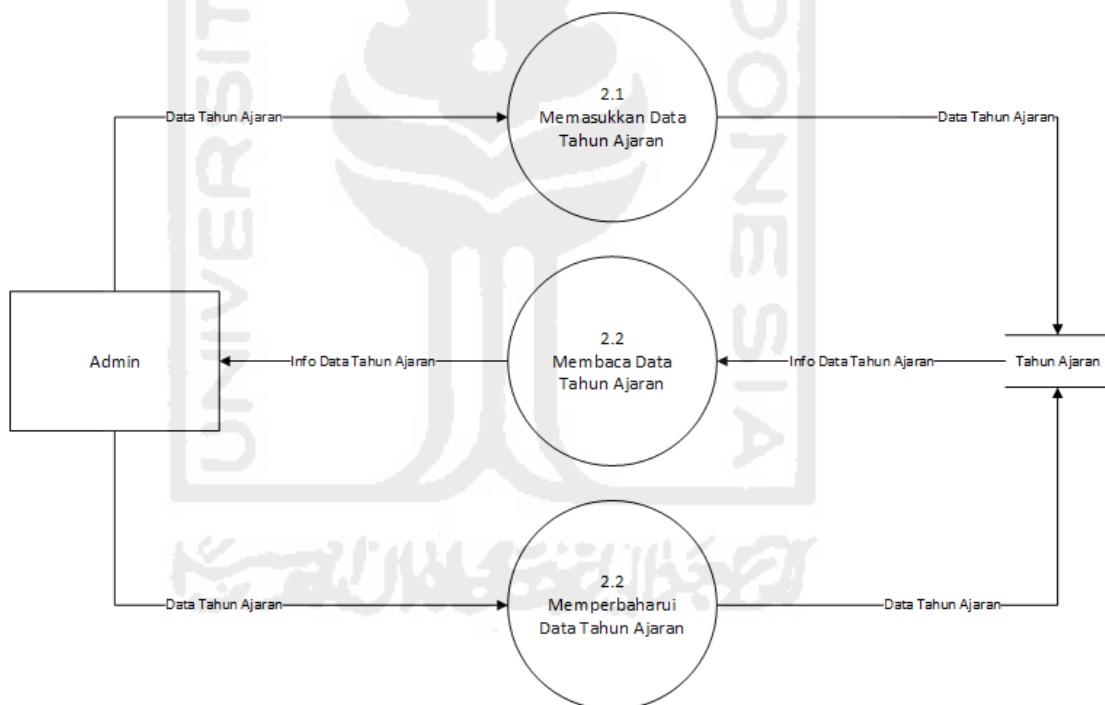 UNIVERSIT
DONESIA
2.1
Memasukkan Data
Tahun Ajaran
Data Tahun Ajaran
Data Tahun Ajaran
Admin
Info Data Tahun Ajaran
2.2
Membaca Data
Tahun Ajaran
Info Data Tahun Ajaran
Tahun Ajaran
Data Tahun Ajaran
2.2
Memperbaharui
Data Tahun Ajaran
Data Tahun Ajaran